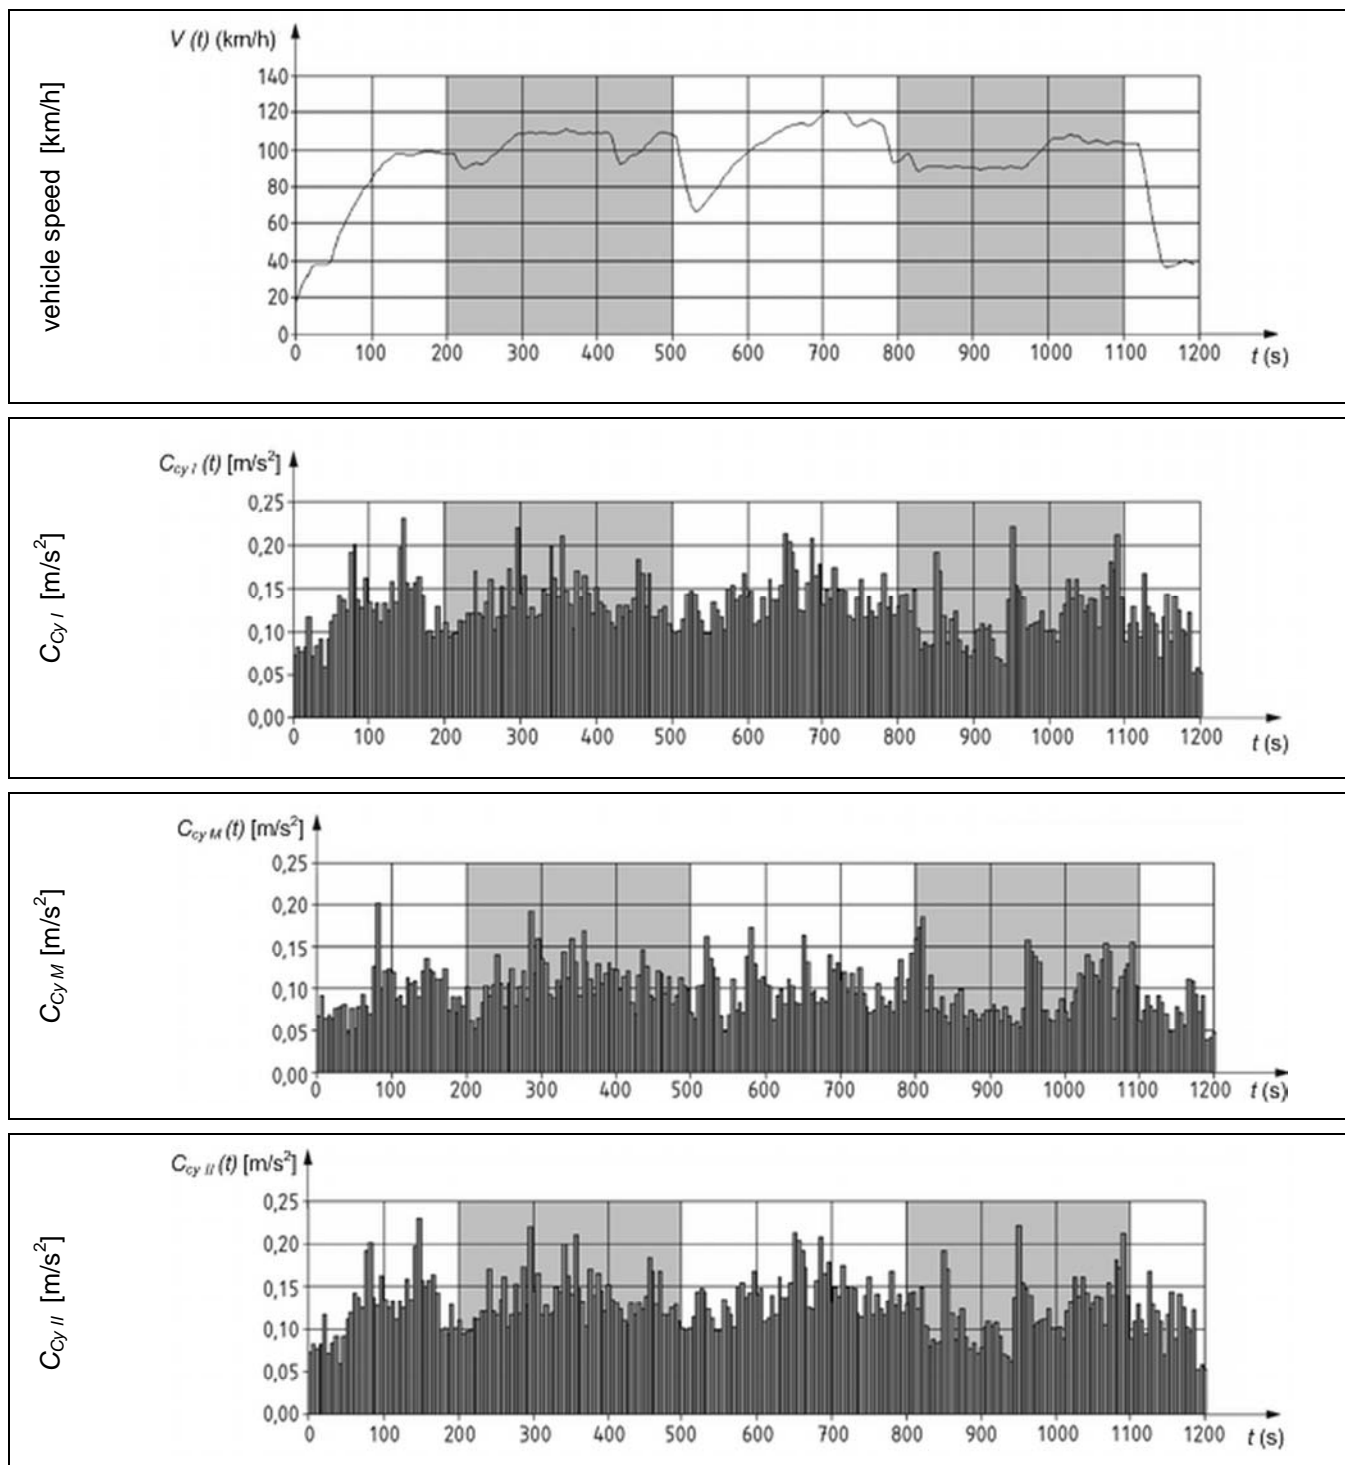 V (t) (km/h)
vehicle speed [km/h]
140
120
100
80
60
40
20
0
0 100 200 300 400 500 600 700 800 900 1000 1100 1200 t (s)
Ccy I (t) [m/s²]
CCy I [m/s²]
0,25
0,20
0,15
0,10
0,05
0,00
0 100 200 300 400 500 600 700 800 900 1000 1100 1200 t (s)
Ccy M (t) [m/s²]
CCy M [m/s²]
0,25
0,20
0,15
0,10
0,05
0,00
0 100 200 300 400 500 600 700 800 900 1000 1100 1200 t (s)
Ccy II (t) [m/s²]
CCy II [m/s²]
0,25
0,20
0,15
0,10
0,05
0,00
0 100 200 300 400 500 600 700 800 900 1000 1100 1200 t (s)